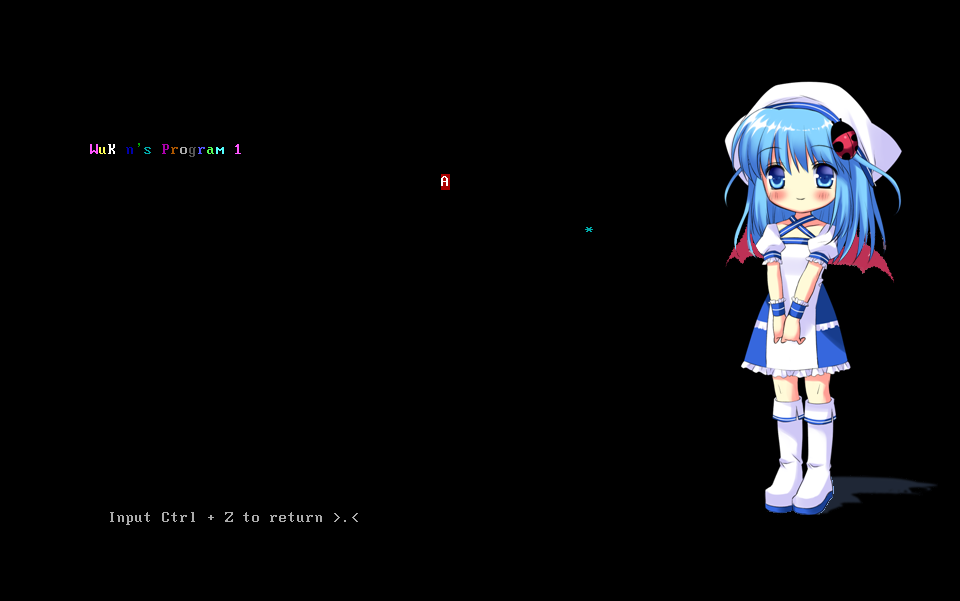 WuK n's Program 1
A
*
Input Ctrl + Z to return >.<